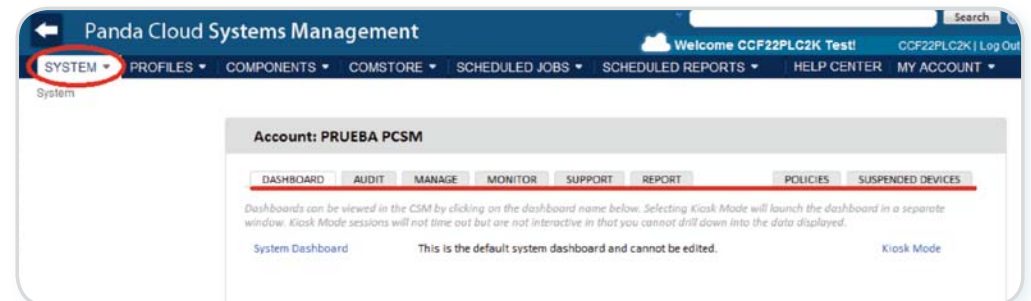 Panda Cloud Systems Management
Search
Welcome CCF22PLC2K Test! CCF22PLC2K | Log Out
SYSTEM PROFILES COMPONENTS COMSTORE SCHEDULED JOBS SCHEDULED REPORTS HELP CENTER MY ACCOUNT
System
Account: PRUEBA PCSM
DASHBOARD AUDIT MANAGE MONITOR SUPPORT REPORT POLICIES SUSPENDED DEVICES
Dashboards can be viewed in the CSM by clicking on the dashboard name below. Selecting Kiosk Mode will launch the dashboard in a separate
window. Kiosk Mode sessions will not time out but are not interactive in that you cannot drill down into the data displayed.
System Dashboard This is the default system dashboard and cannot be edited. Kiosk Mode